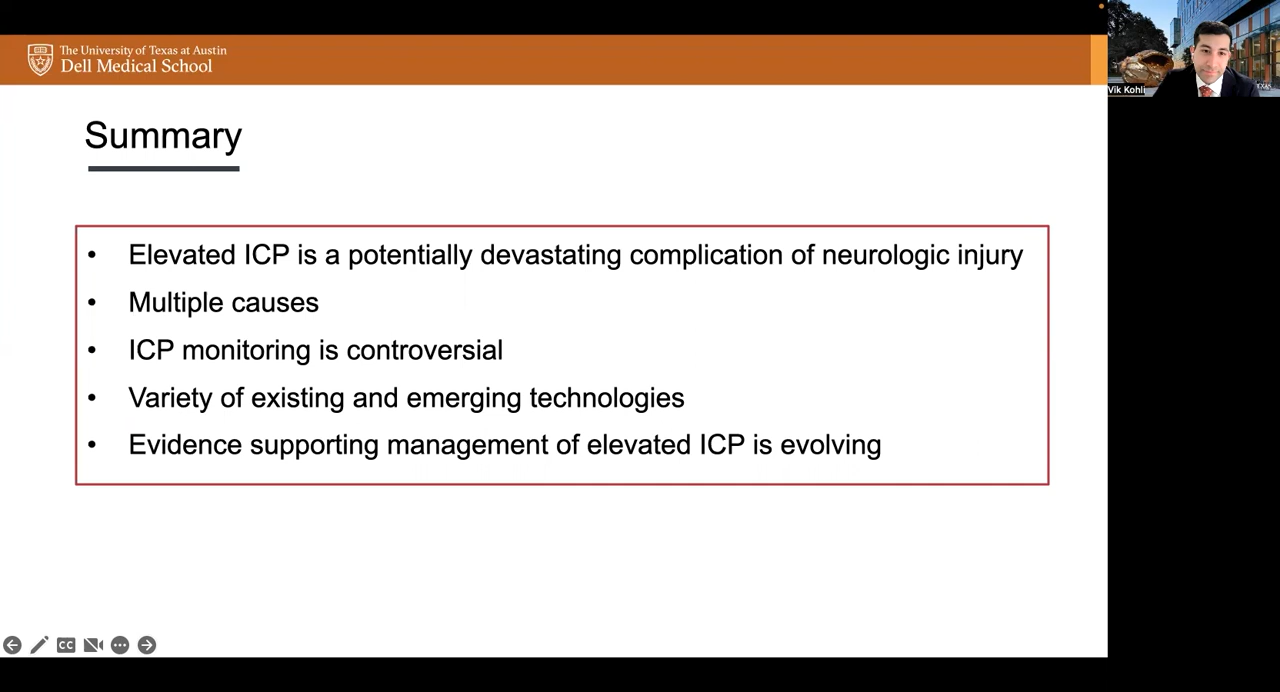 The University of Texas at Austin
Dell Medical School
Vik Kohli
Summary
• Elevated ICP is a potentially devastating complication of neurologic injury
• Multiple causes
• ICP monitoring is controversial
• Variety of existing and emerging technologies
• Evidence supporting management of elevated ICP is evolving
CC